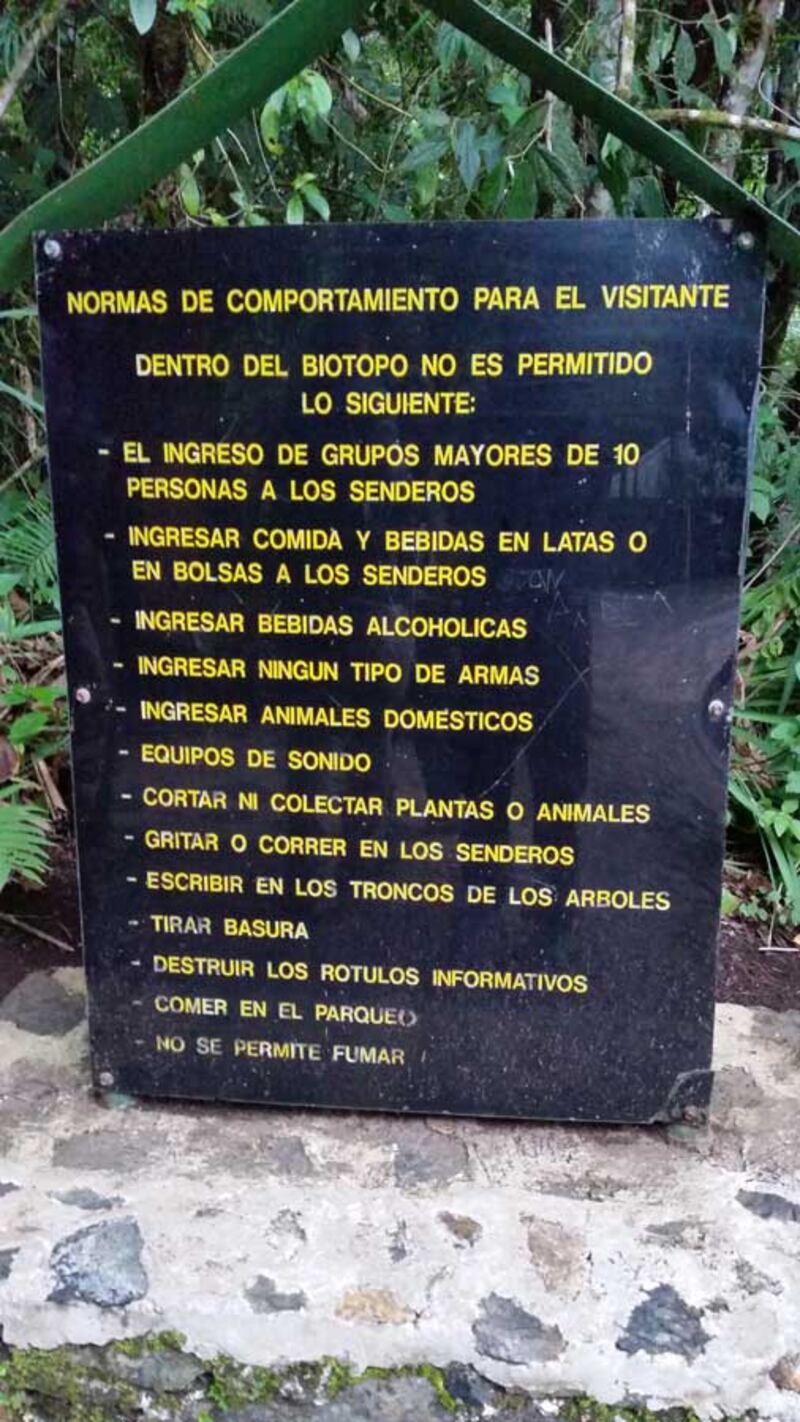 NORMAS DE COMPORTAMIENTO PARA EL VISITANTE
DENTRO DEL BIOTOPO NO ES PERMITIDO
LO SIGUIENTE:
- EL INGRESO DE GRUPOS MAYORES DE 10
PERSONAS A LOS SENDEROS
- INGRESAR COMIDA Y BEBIDAS EN LATAS O
EN BOLSAS A LOS SENDEROS
- INGRESAR BEBIDAS ALCOHOLICAS
- INGRESAR NINGUN TIPO DE ARMAS
- INGRESAR ANIMALES DOMESTICOS
- EQUIPOS DE SONIDO
- CORTAR NI COLECTAR PLANTAS O ANIMALES
- GRITAR O CORRER EN LOS SENDEROS
- ESCRIBIR EN LOS TRONCOS DE LOS ARBOLES
- TIRAR BASURA
- DESTRUIR LOS ROTULOS INFORMATIVOS
- COMER EN EL PARQUEO
- NO SE PERMITE FUMAR